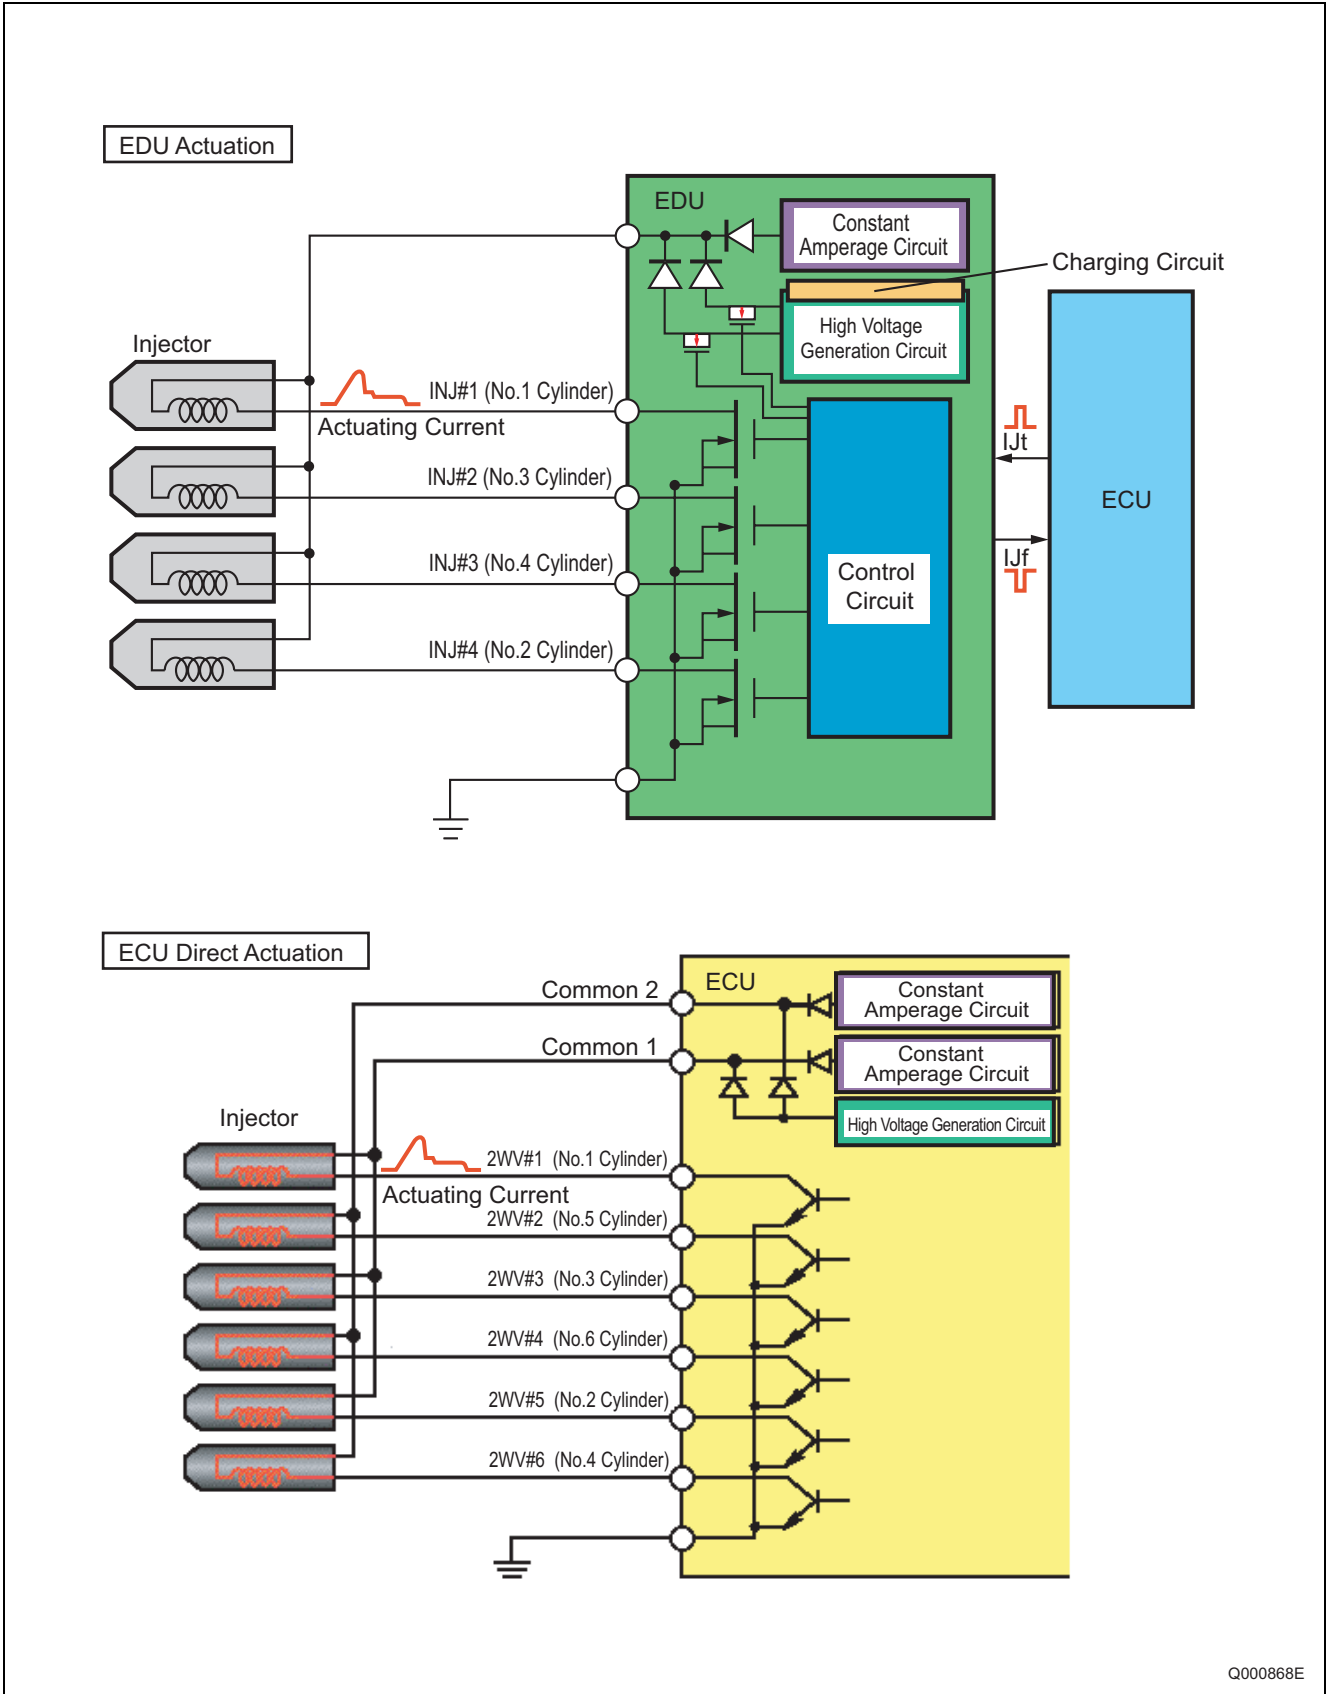 EDU Actuation
EDU
Constant
Amperage Circuit
Charging Circuit
High Voltage
Generation Circuit
Injector
INJ#1 (No.1 Cylinder)
Actuating Current
INJ#2 (No.3 Cylinder)
INJ#3 (No.4 Cylinder)
INJ#4 (No.2 Cylinder)
Control
Circuit
IJt
IJf
ECU
ECU Direct Actuation
Common 2
Common 1
ECU
Constant
Amperage Circuit
Constant
Amperage Circuit
High Voltage Generation Circuit
Injector
2WV#1 (No.1 Cylinder)
Actuating Current
2WV#2 (No.5 Cylinder)
2WV#3 (No.3 Cylinder)
2WV#4 (No.6 Cylinder)
2WV#5 (No.2 Cylinder)
2WV#6 (No.4 Cylinder)
Q000868E